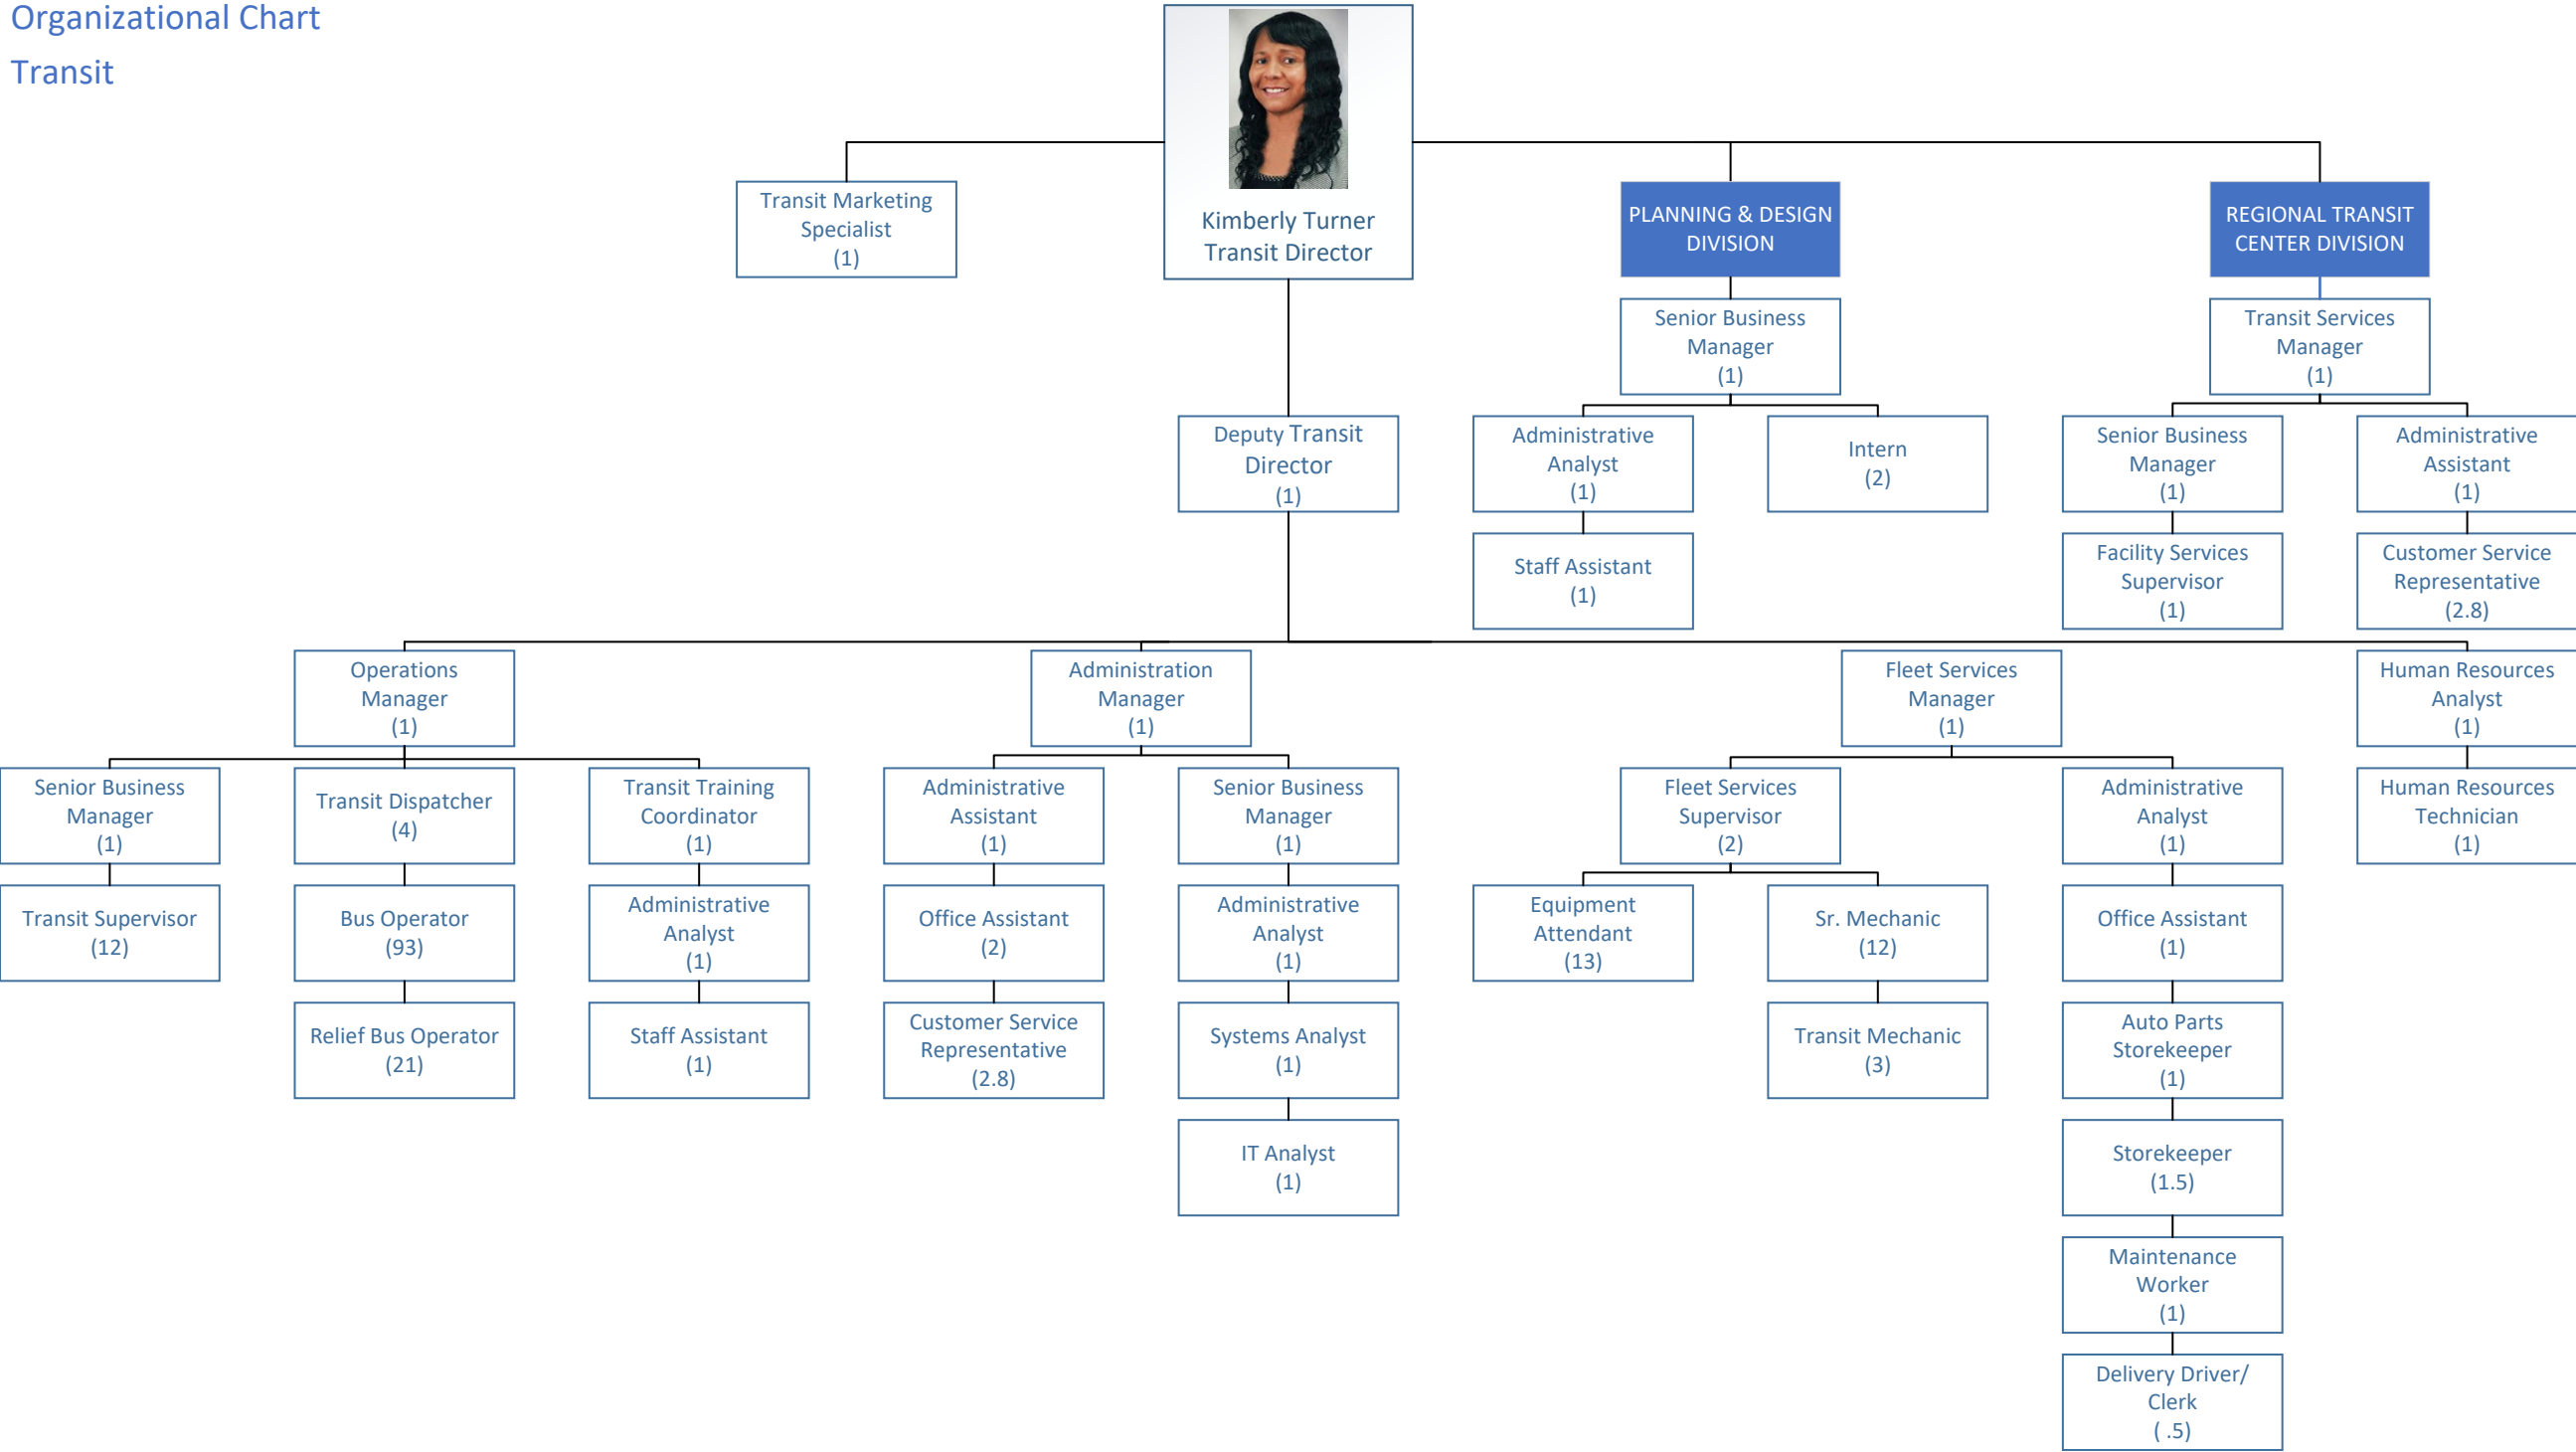 Organizational Chart
Transit
Kimberly Turner
Transit Director
Transit Marketing
Specialist
(1)
PLANNING & DESIGN
DIVISION
REGIONAL TRANSIT
CENTER DIVISION
Senior Business
Manager
(1)
Transit Services
Manager
(1)
Deputy Transit
Director
(1)
Administrative
Analyst
(1)
Intern
(2)
Senior Business
Manager
(1)
Administrative
Assistant
(1)
Staff Assistant
(1)
Facility Services
Supervisor
(1)
Customer Service
Representative
(2.8)
Operations
Manager
(1)
Administration
Manager
(1)
Fleet Services
Manager
(1)
Human Resources
Analyst
(1)
Senior Business
Manager
(1)
Transit Dispatcher
(4)
Transit Training
Coordinator
(1)
Administrative
Assistant
(1)
Senior Business
Manager
(1)
Fleet Services
Supervisor
(2)
Administrative
Analyst
(1)
Human Resources
Technician
(1)
Transit Supervisor
(12)
Bus Operator
(93)
Administrative
Analyst
(1)
Office Assistant
(2)
Administrative
Analyst
(1)
Equipment
Attendant
(13)
Sr. Mechanic
(12)
Office Assistant
(1)
Relief Bus Operator
(21)
Staff Assistant
(1)
Customer Service
Representative
(2.8)
Systems Analyst
(1)
Transit Mechanic
(3)
Auto Parts
Storekeeper
(1)
IT Analyst
(1)
Storekeeper
(1.5)
Maintenance
Worker
(1)
Delivery Driver/
Clerk
( .5)